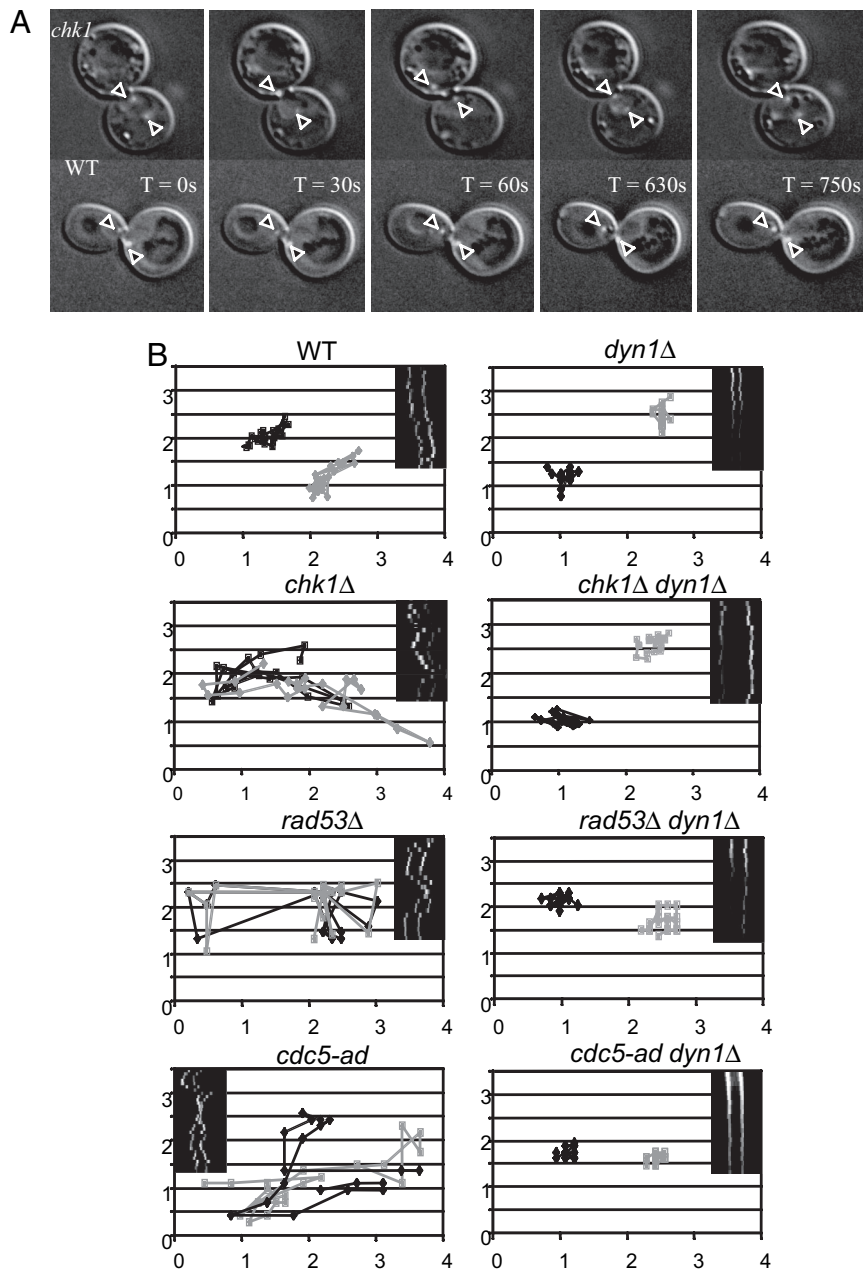 A
chk1
WT
T = 0s
T = 30s
T = 60s
T = 630s
T = 750s
B
WT
3
2
1
0
0 1 2 3 4
dyn1Δ
3
2
1
0
0 1 2 3 4
chk1Δ
3
2
1
0
0 1 2 3 4
chk1Δ dyn1Δ
3
2
1
0
0 1 2 3 4
rad53Δ
3
2
1
0
0 1 2 3 4
rad53Δ dyn1Δ
3
2
1
0
0 1 2 3 4
cdc5-ad
3
2
1
0
0 1 2 3 4
cdc5-ad dyn1Δ
3
2
1
0
0 1 2 3 4